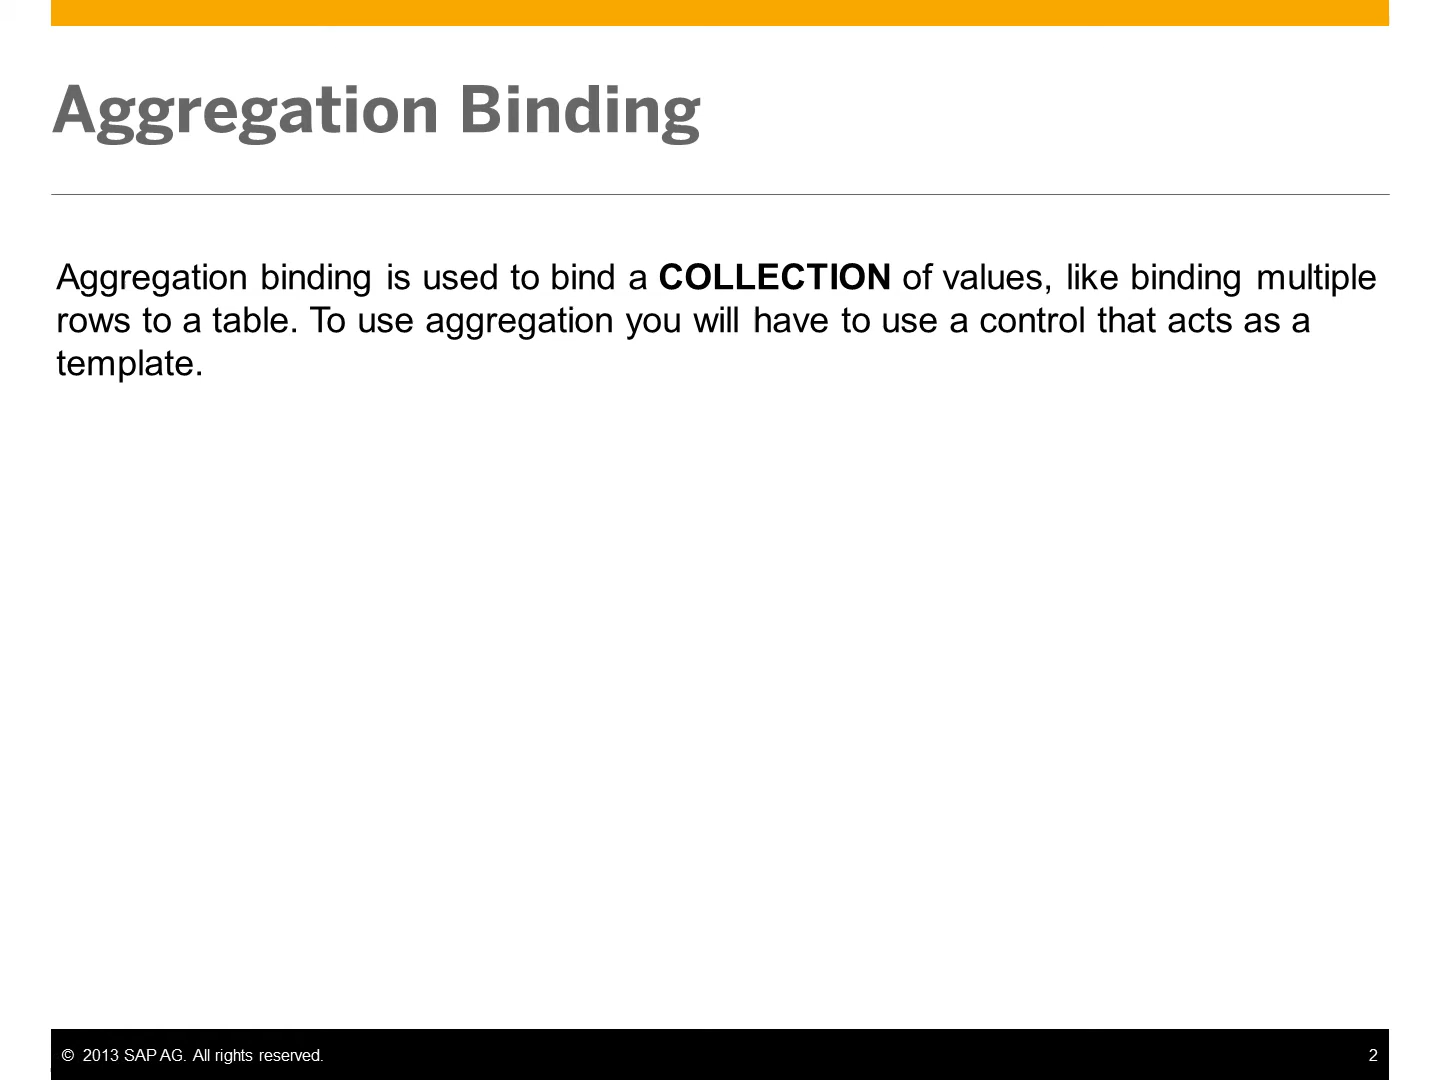 Aggregation Binding
Aggregation binding is used to bind a COLLECTION of values, like binding multiple
rows to a table. To use aggregation you will have to use a control that acts as a
template.
© 2013 SAP AG. All rights reserved.
2